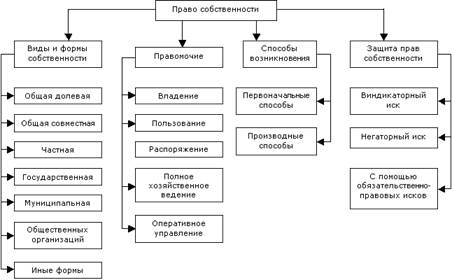 Право собственности
Виды и формы
собственности
Общая долевая
Общая совместная
Частная
Государственная
Муниципальная
Общественных
организаций
Иные формы
Правомочие
Владение
Пользование
Распоряжение
Полное
хозяйственное
ведение
Оперативное
управление
Способы
возникновения
Первоначальные
способы
Производные
способы
Защита прав
собственности
Виндикаторный
иск
Негаторный иск
С помощью
обязательственно-
правовых исков